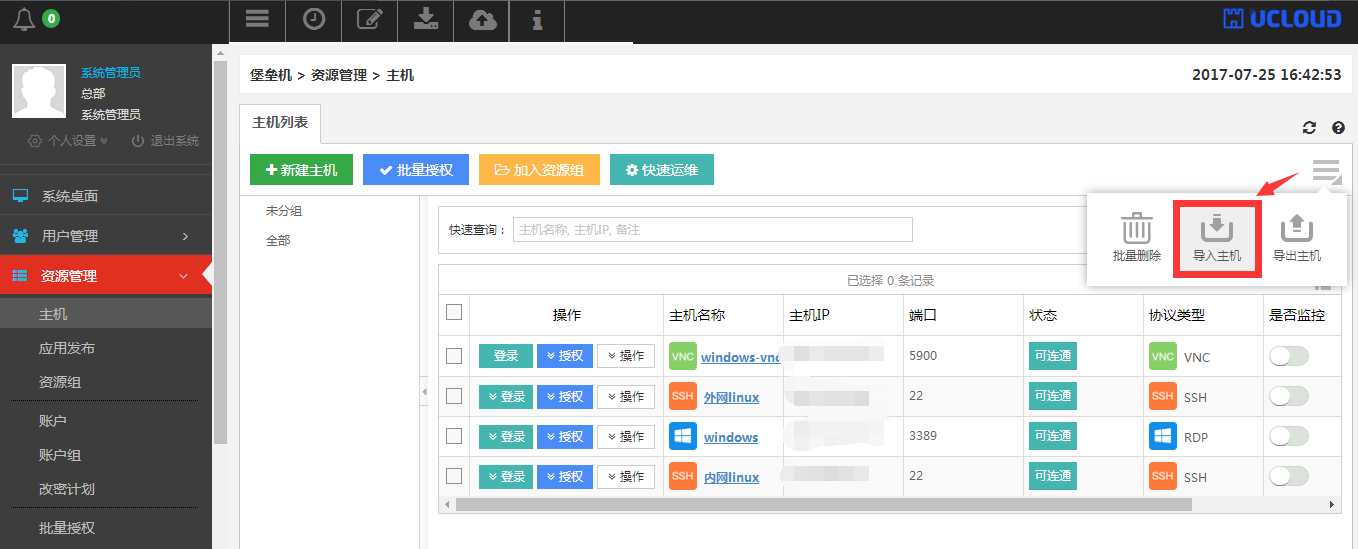 0
UCLOUD
系统管理员
总部
系统管理员
个人设置 退出系统
系统桌面
用户管理
资源管理
主机
应用发布
资源组
账户
账户组
改密计划
批量授权
堡垒机 > 资源管理 > 主机 2017-07-25 16:42:53
主机列表
新建主机 批量授权 加入资源组 快速运维
批量删除 导入主机 导出主机
未分组
全部
快速查询： 主机名称, 主机IP, 备注
已选择 0 条记录
操作 主机名称 主机IP 端口 状态 协议类型 是否监控
登录 授权 操作 VNC windows-vnc 5900 可连通 VNC VNC
登录 授权 操作 SSH 外网linux 22 可连通 SSH SSH
登录 授权 操作 windows 3389 可连通 RDP
登录 授权 操作 SSH 内网linux 22 可连通 SSH SSH